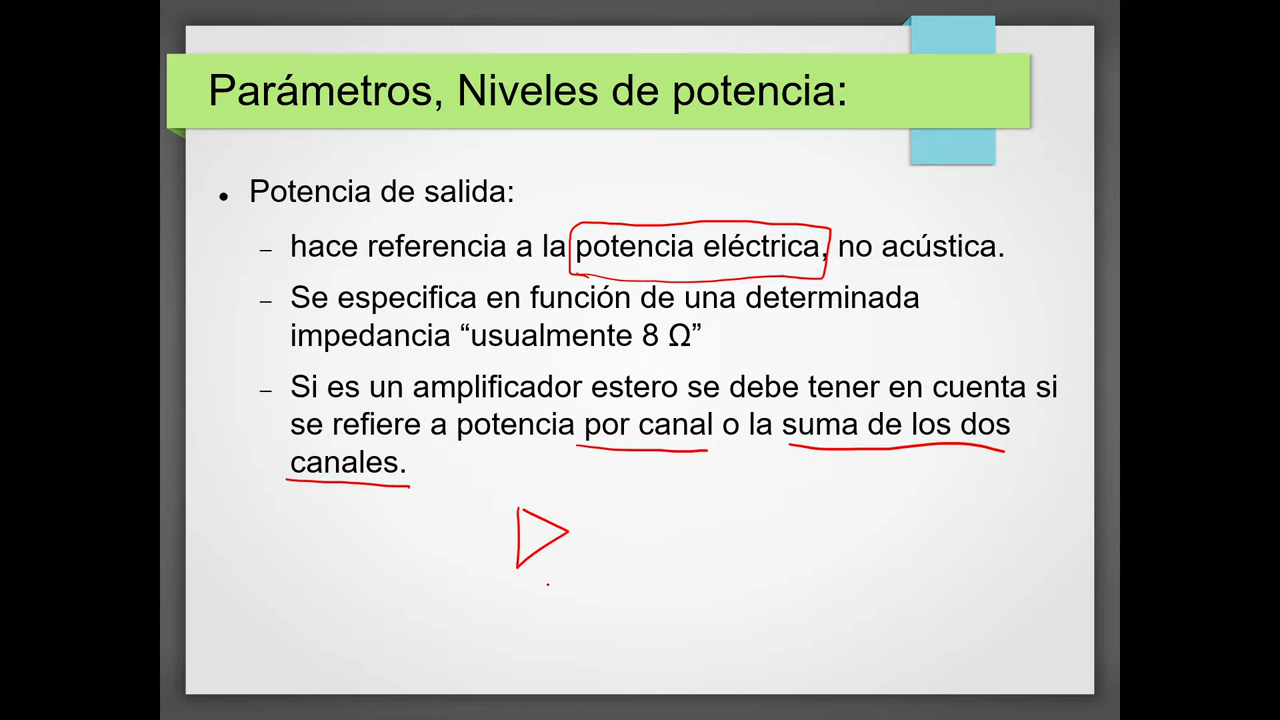 Parámetros, Niveles de potencia:
● Potencia de salida:
– hace referencia a la potencia eléctrica, no acústica.
– Se especifica en función de una determinada
impedancia “usualmente 8 Ω”
– Si es un amplificador estero se debe tener en cuenta si
se refiere a potencia por canal o la suma de los dos
canales.